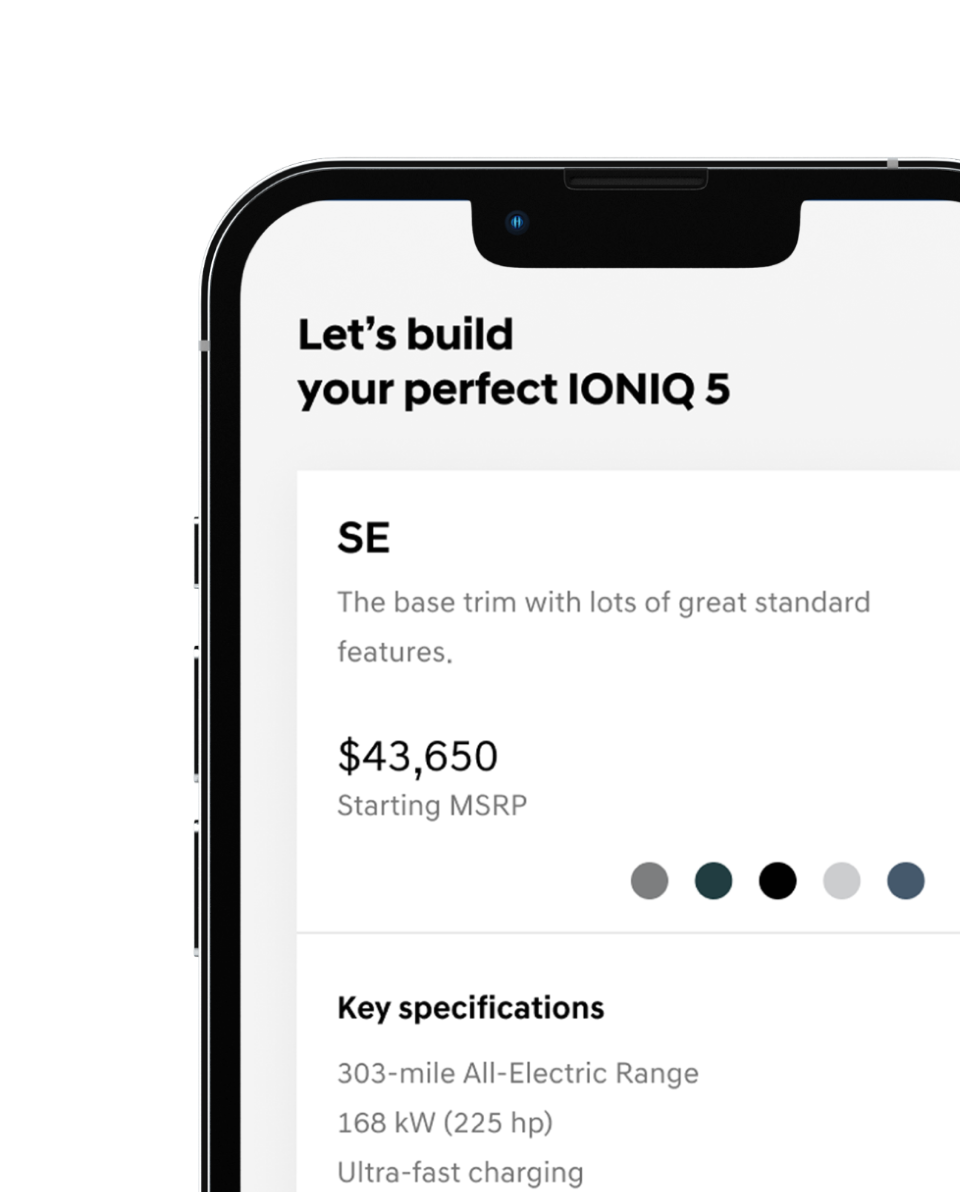 Let’s build
your perfect IONIQ 5
SE
The base trim with lots of great standard
features.
$43,650
Starting MSRP
Key specifications
303-mile All-Electric Range
168 kW (225 hp)
Ultra-fast charging